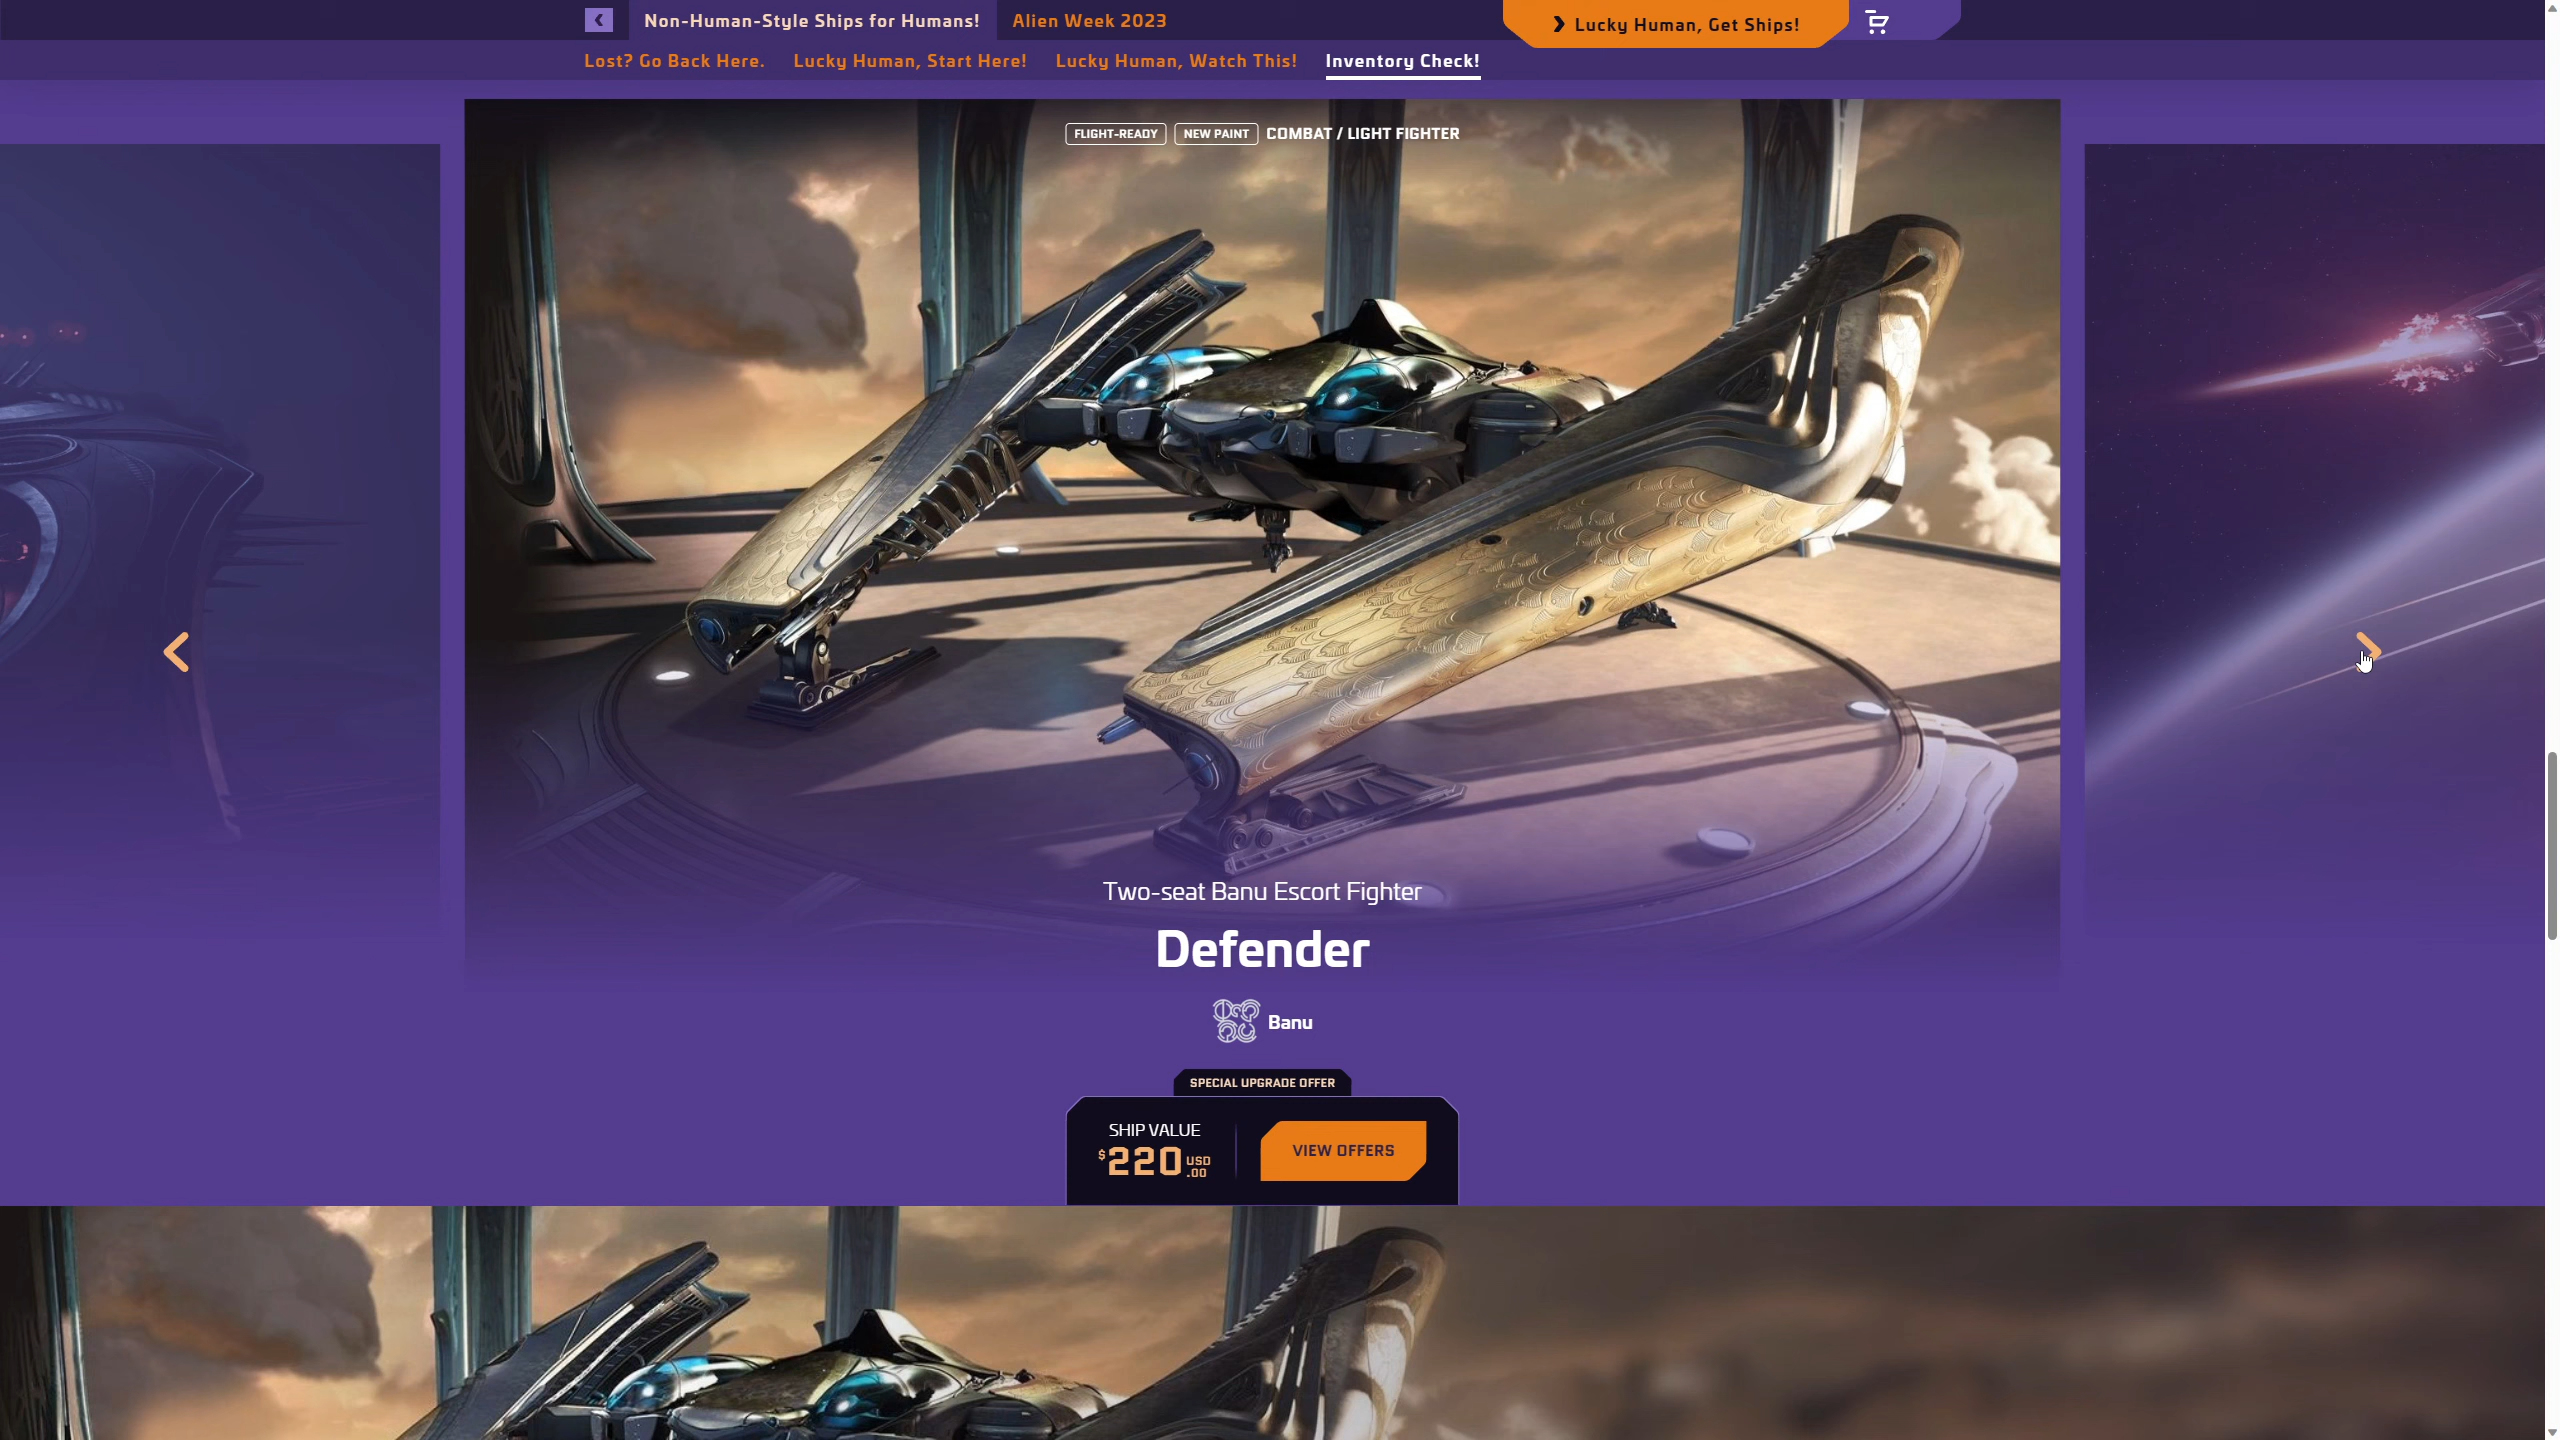 Non-Human-Style Ships for Humans!
Alien Week 2023
Lucky Human, Get Ships!
Lost? Go Back Here.
Lucky Human, Start Here!
Lucky Human, Watch This!
Inventory Check!
FLIGHT-READY
NEW PAINT
COMBAT / LIGHT FIGHTER
Two-seat Banu Escort Fighter
Defender
Banu
SPECIAL UPGRADE OFFER
SHIP VALUE
$220.00 USD
VIEW OFFERS